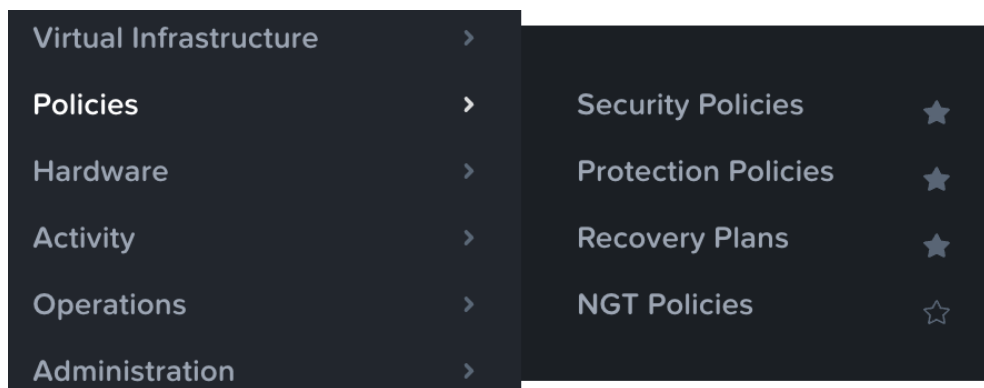 Virtual Infrastructure
Policies
Hardware
Activity
Operations
Administration
Security Policies
Protection Policies
Recovery Plans
NGT Policies